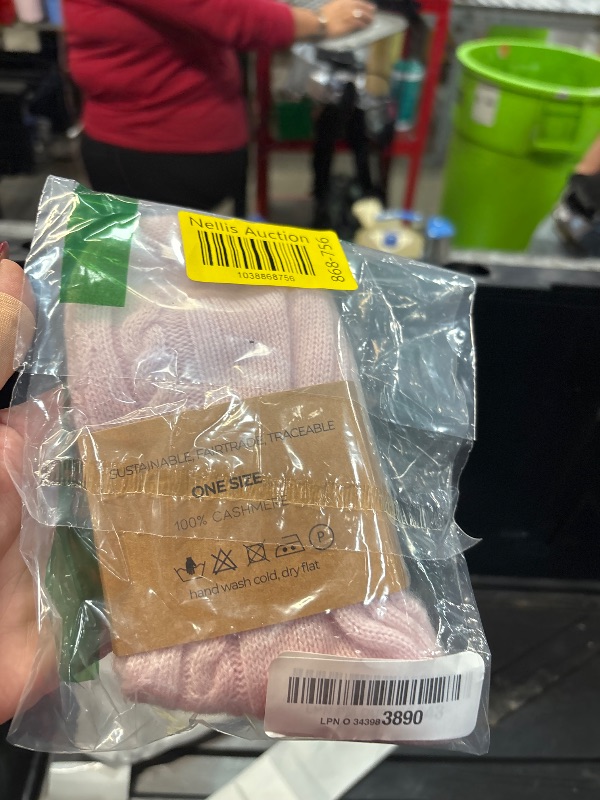 Nellis Auction
1038868756
868-756
SUSTAINABLE, FAIRTRADE, TRACEABLE
ONE SIZE
100% CASHMERE
P
hand wash cold, dry flat
LPN O 34398 3890